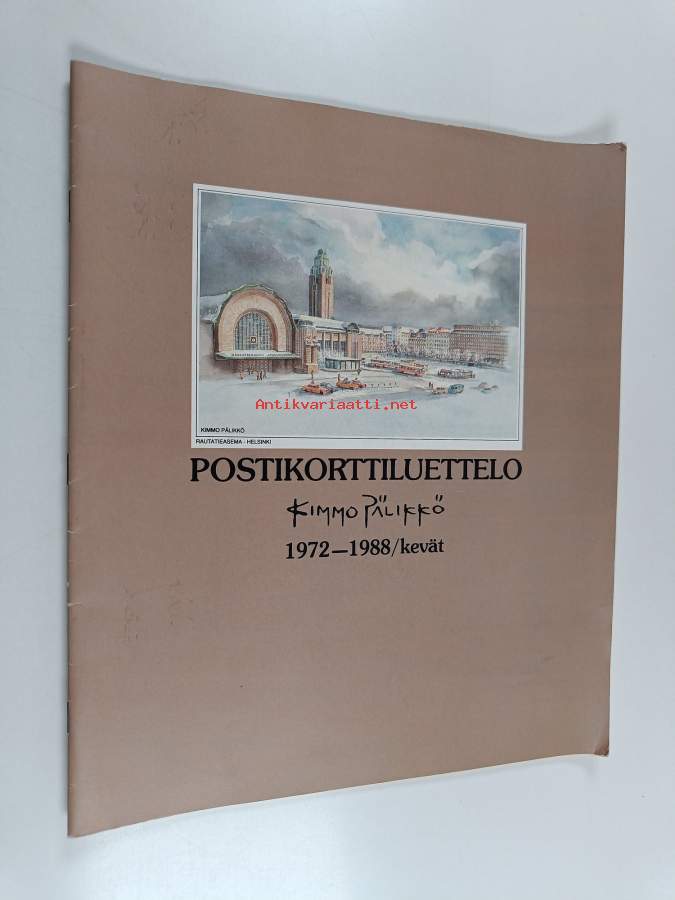 Antikvariaatti.net
KIMMO PÄLIKKÖ
RAUTATIEASEMA - HELSINKI
POSTIKORTTILUETTELO
KIMMO PÄLIKKÖ
1972—1988/kevät